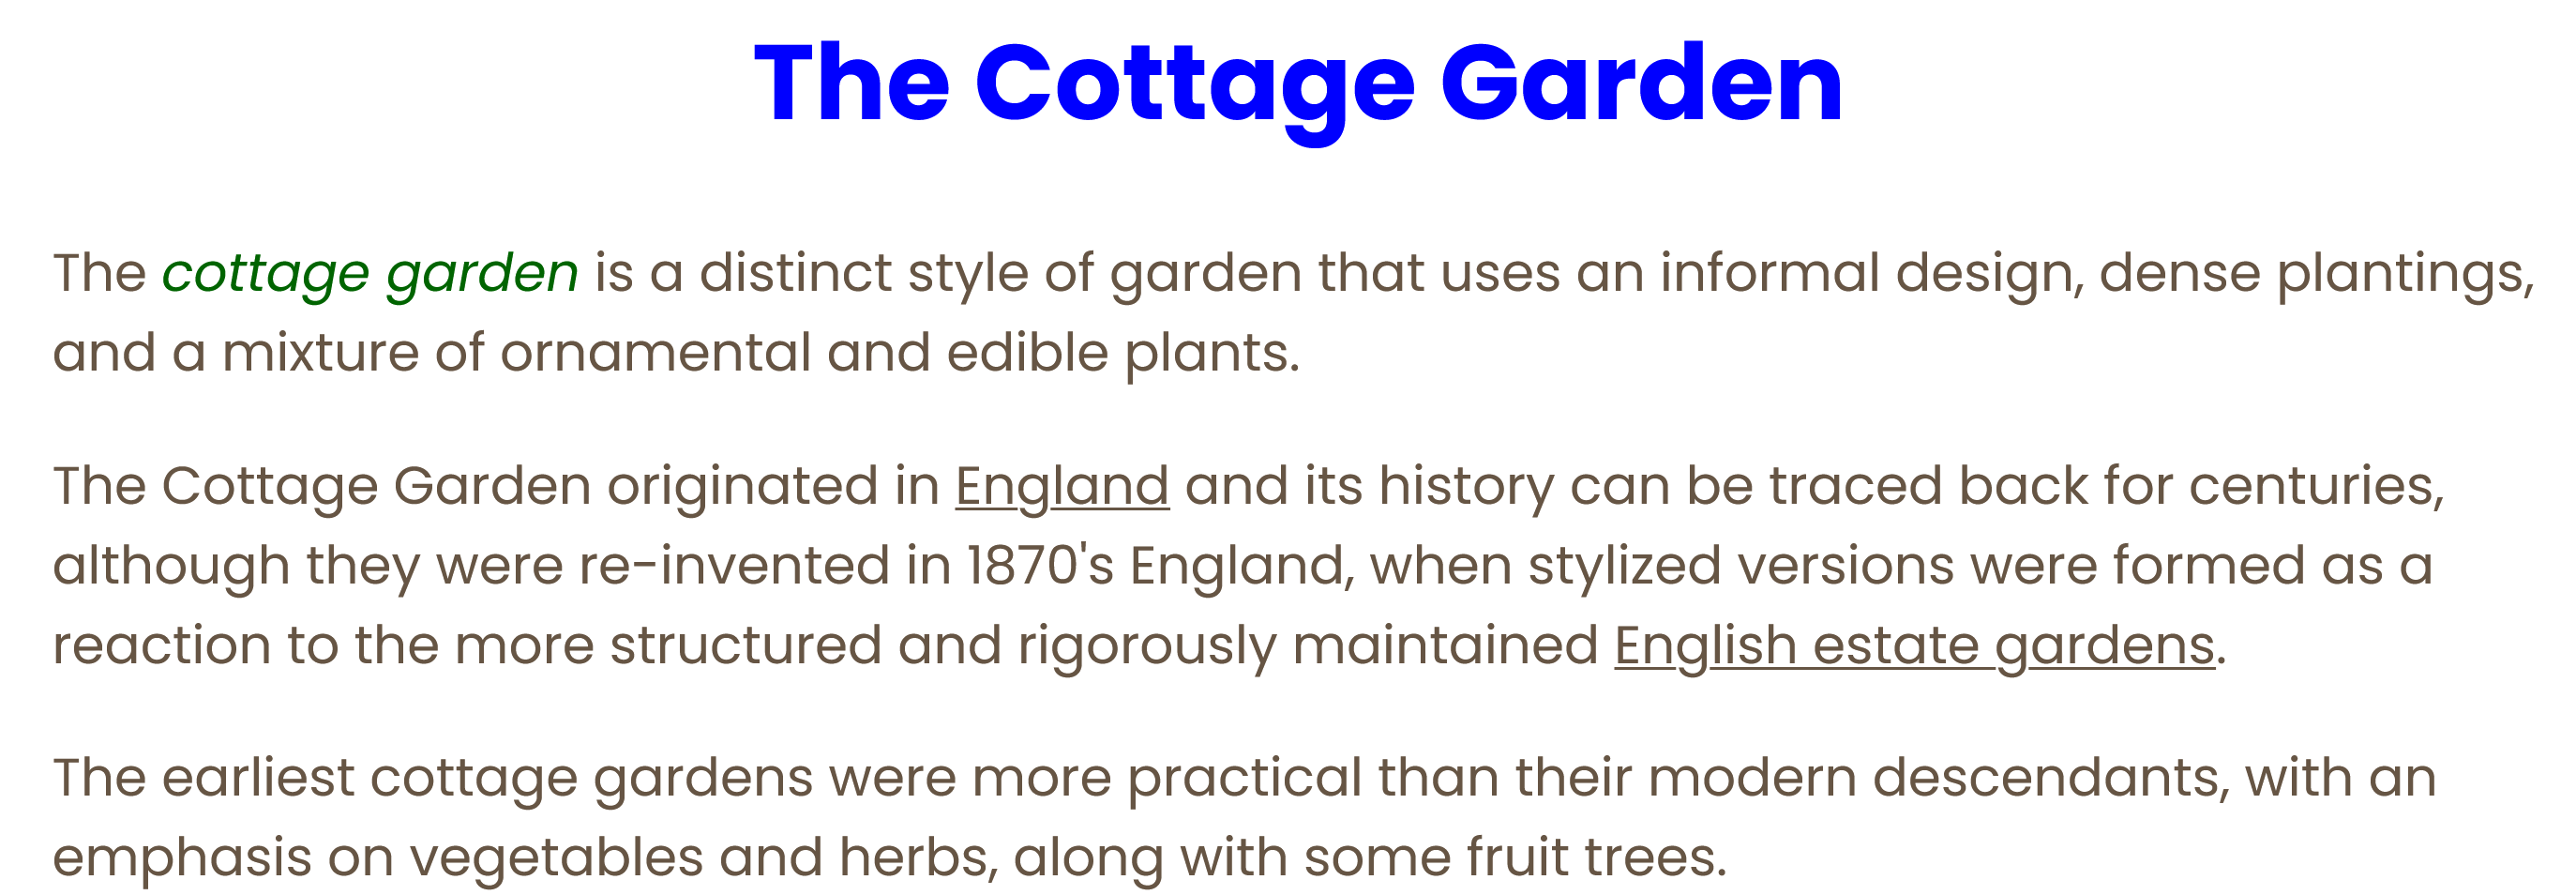 The Cottage Garden
The cottage garden is a distinct style of garden that uses an informal design, dense plantings,
and a mixture of ornamental and edible plants.
The Cottage Garden originated in England and its history can be traced back for centuries,
although they were re-invented in 1870's England, when stylized versions were formed as a
reaction to the more structured and rigorously maintained English estate gardens.
The earliest cottage gardens were more practical than their modern descendants, with an
emphasis on vegetables and herbs, along with some fruit trees.